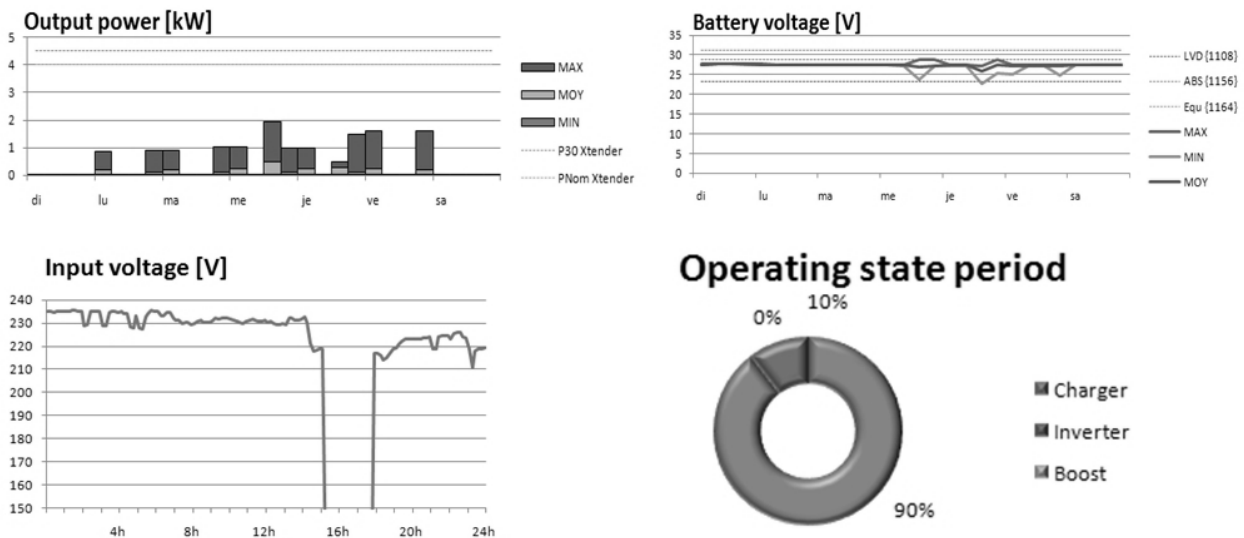 Output power [kW]
5
4
3
2
1
0
di lu ma me je ve sa
MAX
MOY
MIN
P30 Xtender
PNom Xtender
Battery voltage [V]
35
30
25
20
15
10
5
0
di lu ma me je ve sa
LVD {1108}
ABS {1156}
Equ {1164}
MAX
MIN
MOY
Input voltage [V]
240
230
220
210
200
190
180
170
160
150
4h 8h 12h 16h 20h 24h
Operating state period
0% 10%
90%
Charger
Inverter
Boost